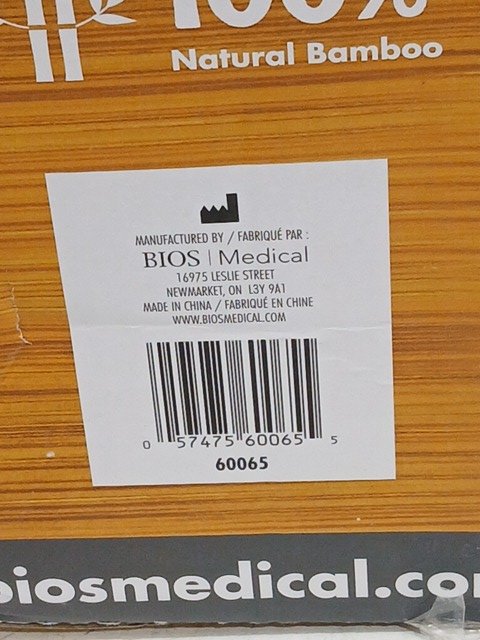 100%
Natural Bamboo
MANUFACTURED BY / FABRIQUÉ PAR :
BIOS | Medical
16975 LESLIE STREET
NEWMARKET, ON L3Y 9A1
MADE IN CHINA / FABRIQUÉ EN CHINE
WWW.BIOSMEDICAL.COM
0 57475 60065 5
60065
biosmedical.co